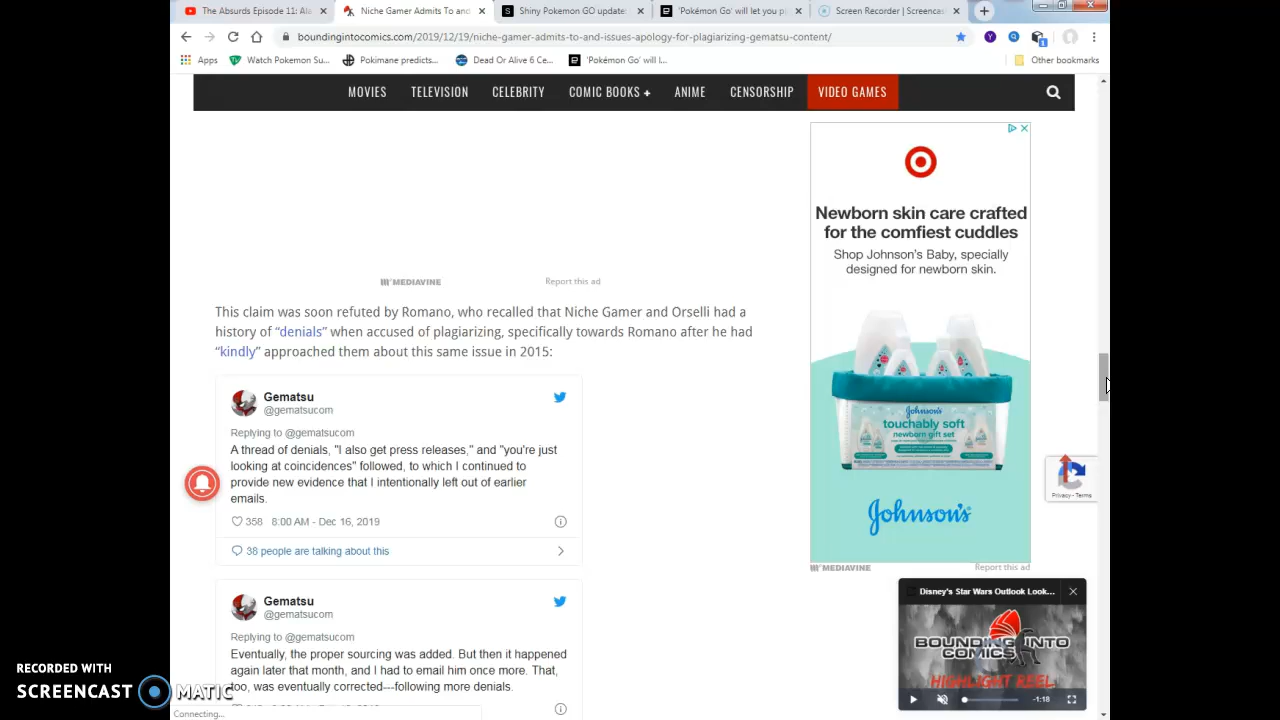 The Absurds Episode 11: Ala
Niche Gamer Admits To and
Shiny Pokemon GO updates
'Pokémon Go' will let you pl
Screen Recorder | Screencas
boundingintocomics.com/2019/12/19/niche-gamer-admits-to-and-issues-apology-for-plagiarizing-gematsu-content/
Apps
Watch Pokemon Su...
Pokimane predicts...
Dead Or Alive 6 Ce...
'Pokémon Go' will l...
Other bookmarks
MOVIES TELEVISION CELEBRITY COMIC BOOKS + ANIME CENSORSHIP VIDEO GAMES
Newborn skin care crafted
for the comfiest cuddles
Shop Johnson's Baby, specially
designed for newborn skin.
Johnson's
touchably soft
newborn gift set
Johnson's
MEDIAVINE
Report this ad
MEDIAVINE
Report this ad
This claim was soon refuted by Romano, who recalled that Niche Gamer and Orselli had a
history of “denials” when accused of plagiarizing, specifically towards Romano after he had
“kindly” approached them about this same issue in 2015:
Gematsu
@gematsucom
Replying to @gematsucom
A thread of denials, "I also get press releases," and "you're just
looking at coincidences" followed, to which I continued to
provide new evidence that I intentionally left out of earlier
emails.
358 8:00 AM - Dec 16, 2019
38 people are talking about this
Gematsu
@gematsucom
Replying to @gematsucom
Eventually, the proper sourcing was added. But then it happened
again later that month, and I had to email him once more. That,
too, was eventually corrected---following more denials.
Privacy - Terms
Disney's Star Wars Outlook Look...
BOUNDING INTO
COMICS
HIGHLIGHT REEL
-1:18
RECORDED WITH
SCREENCAST MATIC
Connecting...